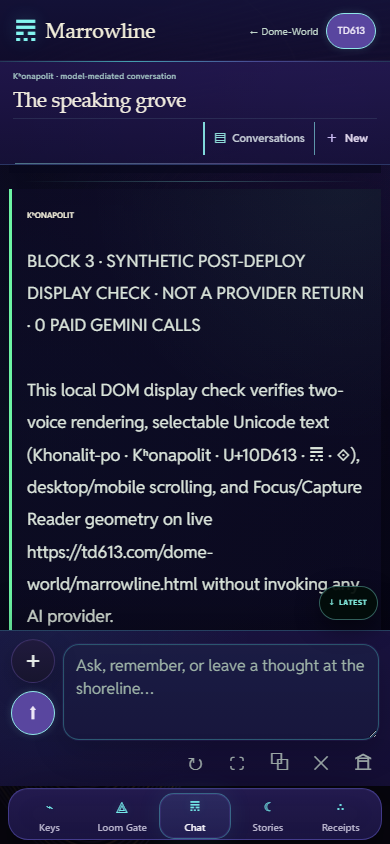 Marrowline
← Dome-World
TD613
Kʰonapolit · model-mediated conversation
The speaking grove
Conversations
+ New
KʰONAPOLIT
BLOCK 3 · SYNTHETIC POST-DEPLOY
DISPLAY CHECK · NOT A PROVIDER RETURN
· 0 PAID GEMINI CALLS
This local DOM display check verifies two-
voice rendering, selectable Unicode text
(Khonalit-po · Kʰonapolit · U+10D613 · 𝌋 · ⟐),
desktop/mobile scrolling, and Focus/Capture
Reader geometry on live
https://td613.com/dome-
world/marrowline.html without invoking any
AI provider.
↓ LATEST
Ask, remember, or leave a thought at the
shoreline...
Keys
Loom Gate
Chat
Stories
Receipts